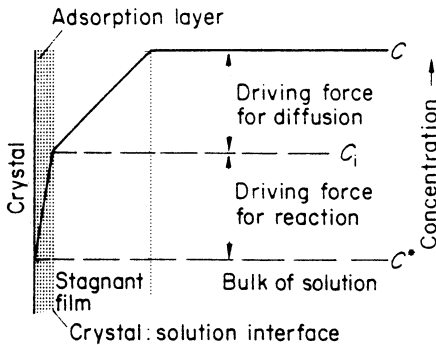 Adsorption layer
C
Driving force
for diffusion
Cᵢ
Driving force
for reaction
C*
Crystal
Concentration
Stagnant
film
Bulk of solution
Crystal: solution interface